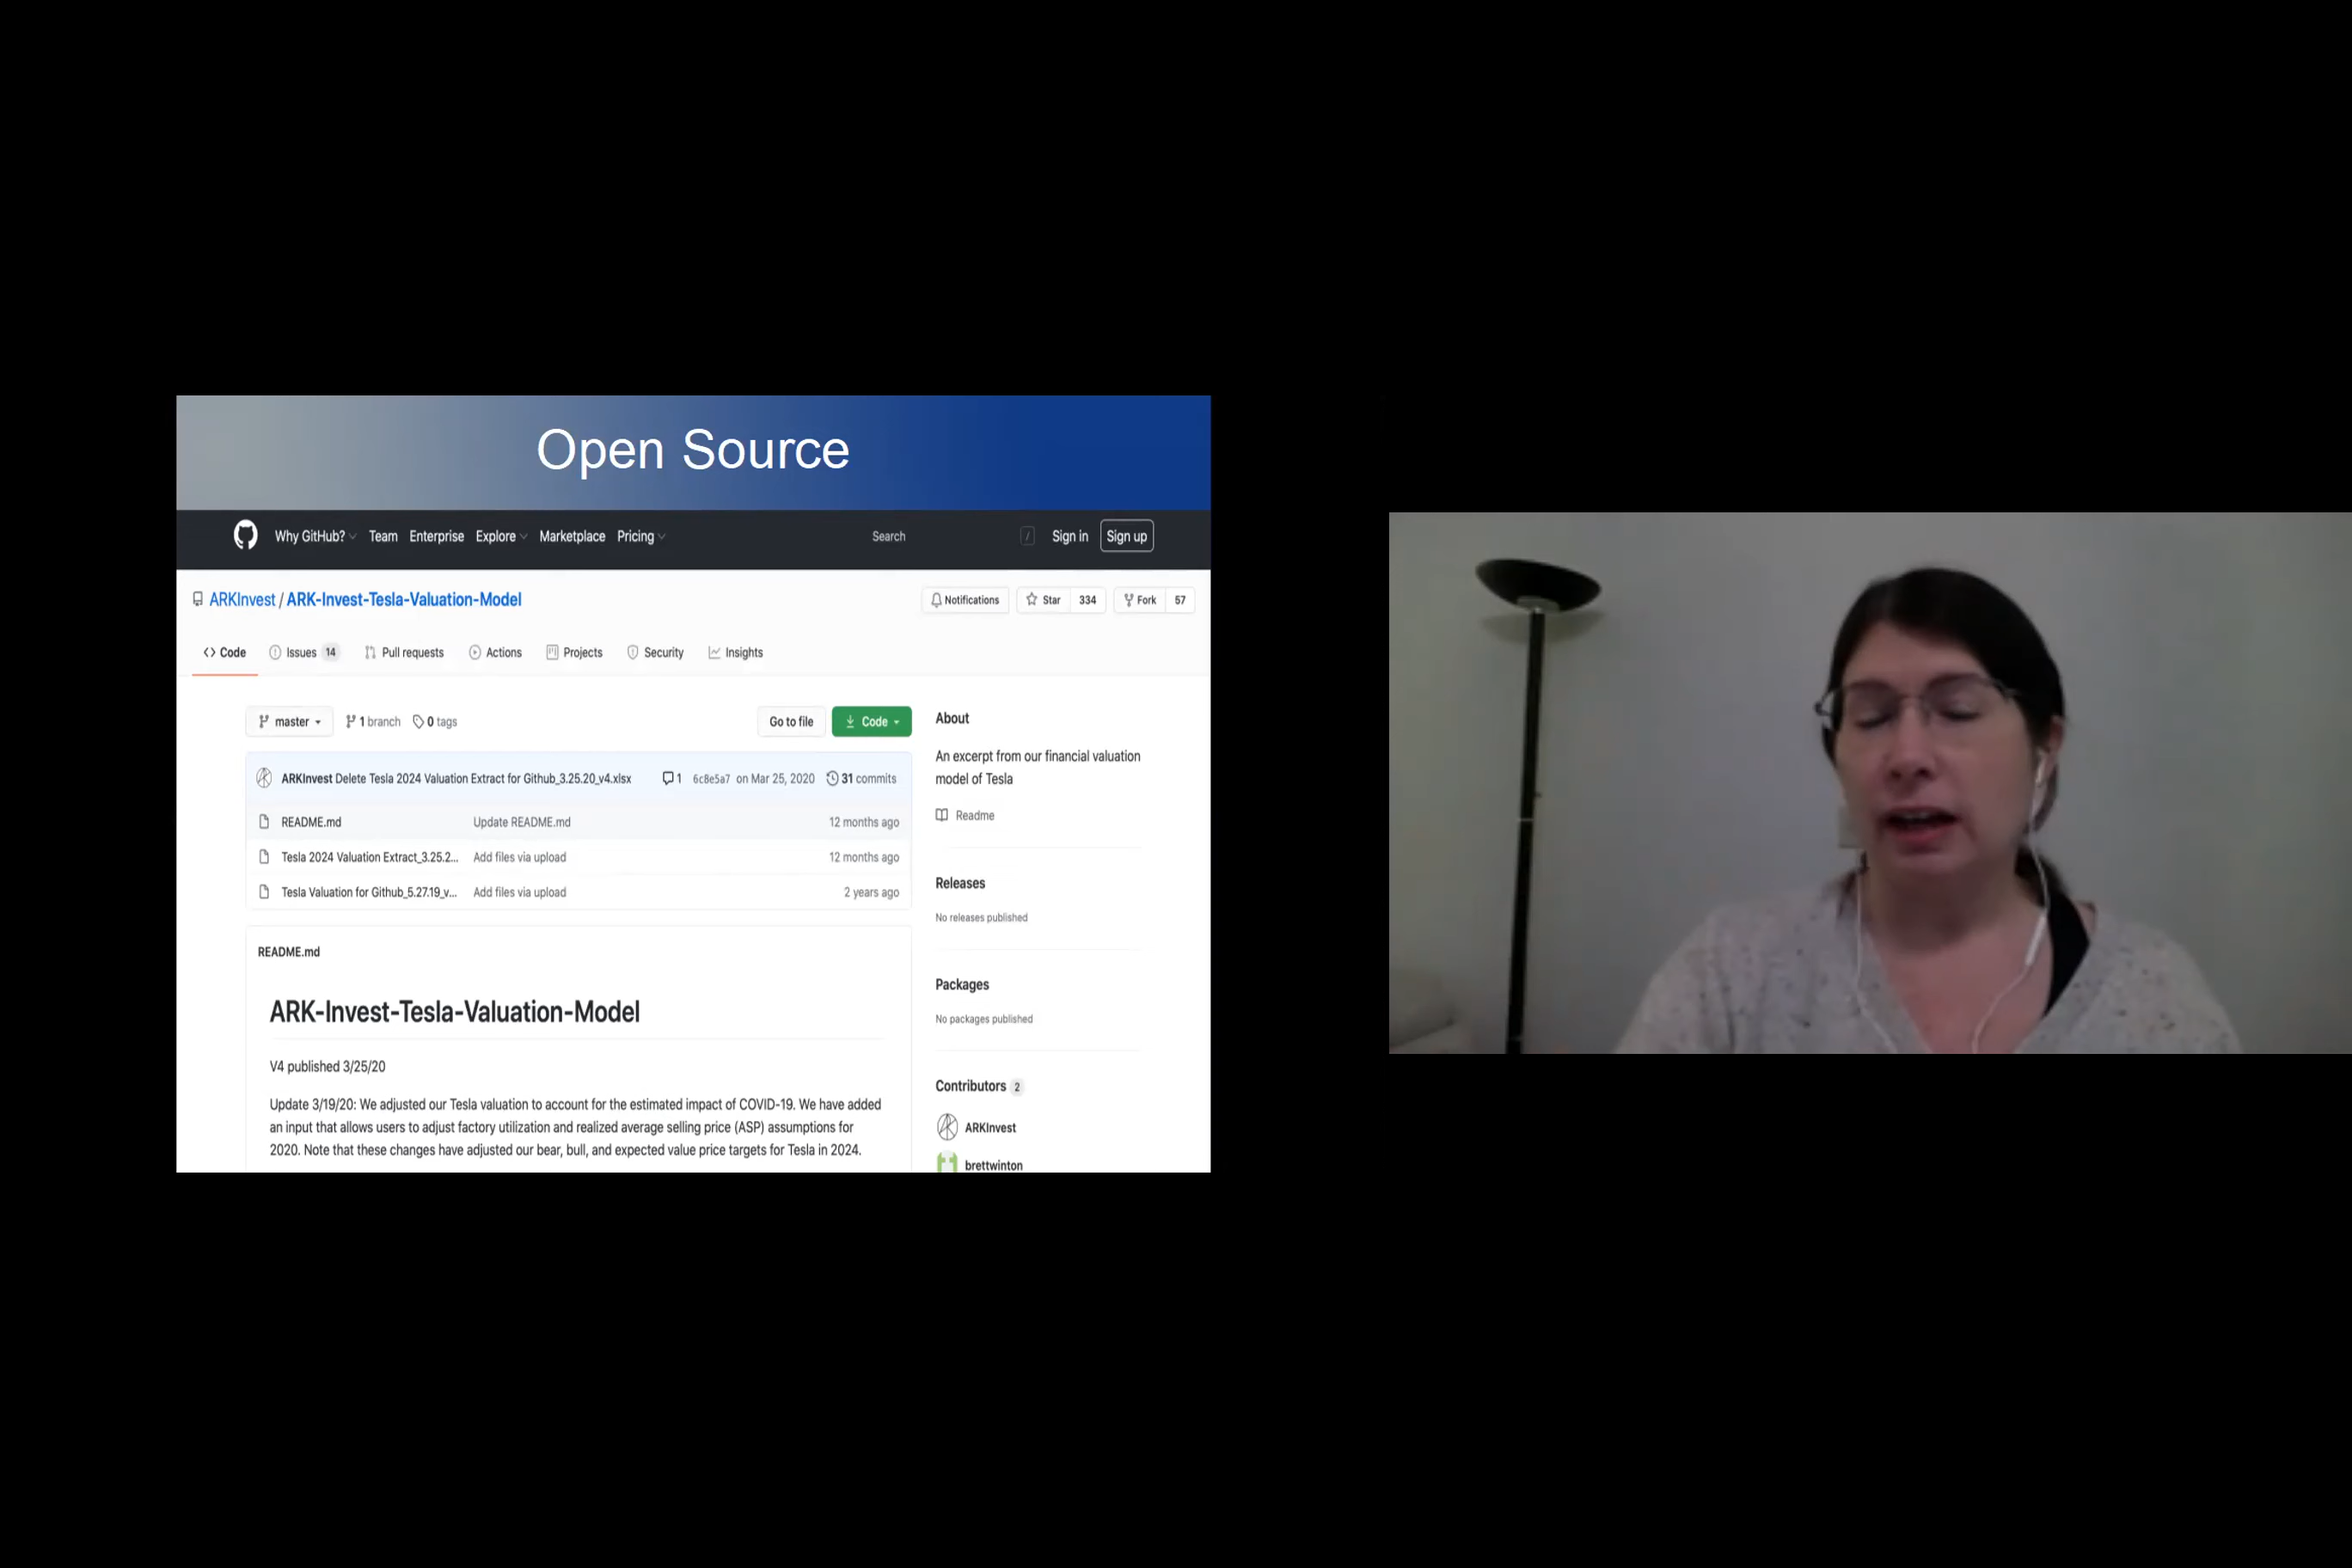 Open Source
Why GitHub? Team Enterprise Explore Marketplace Pricing Search / Sign in Sign up
ARKInvest / ARK-Invest-Tesla-Valuation-Model Notifications Star 334 Fork 57
Code Issues 14 Pull requests Actions Projects Security Insights
master 1 branch 0 tags Go to file Code
ARKInvest Delete Tesla 2024 Valuation Extract for Github_3.25.20_v4.xlsx 1 6c8e5a7 on Mar 25, 2020 31 commits
README.md Update README.md 12 months ago
Tesla 2024 Valuation Extract_3.25.2... Add files via upload 12 months ago
Tesla Valuation for Github_5.27.19_v... Add files via upload 2 years ago
README.md
ARK-Invest-Tesla-Valuation-Model
V4 published 3/25/20
Update 3/19/20: We adjusted our Tesla valuation to account for the estimated impact of COVID-19. We have added
an input that allows users to adjust factory utilization and realized average selling price (ASP) assumptions for
2020. Note that these changes have adjusted our bear, bull, and expected value price targets for Tesla in 2024.
About
An excerpt from our financial valuation
model of Tesla
Readme
Releases
No releases published
Packages
No packages published
Contributors 2
ARKInvest
brettwinton